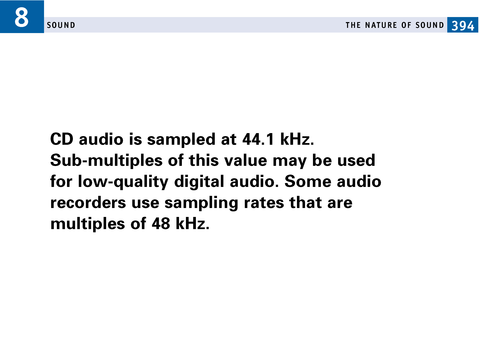 8
SOUND
THE NATURE OF SOUND 394
CD audio is sampled at 44.1 kHz.
Sub-multiples of this value may be used
for low-quality digital audio. Some audio
recorders use sampling rates that are
multiples of 48 kHz.